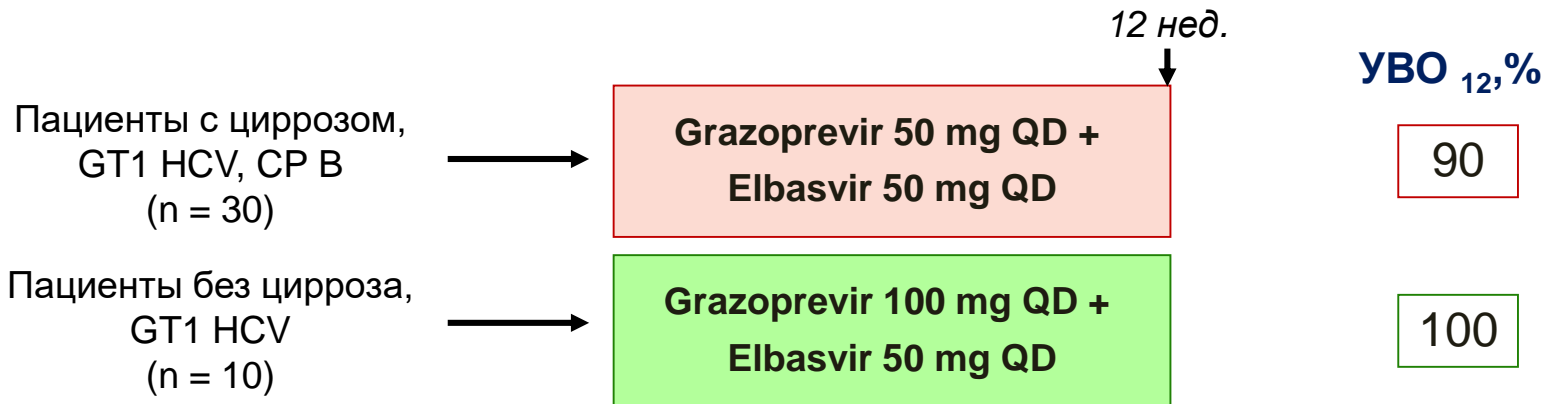 12 нед.
УВО 12,%
Пациенты с циррозом,
GT1 HCV, CP B
(n = 30)
Grazoprevir 50 mg QD +
Elbasvir 50 mg QD
90
Пациенты без цирроза,
GT1 HCV
(n = 10)
Grazoprevir 100 mg QD +
Elbasvir 50 mg QD
100